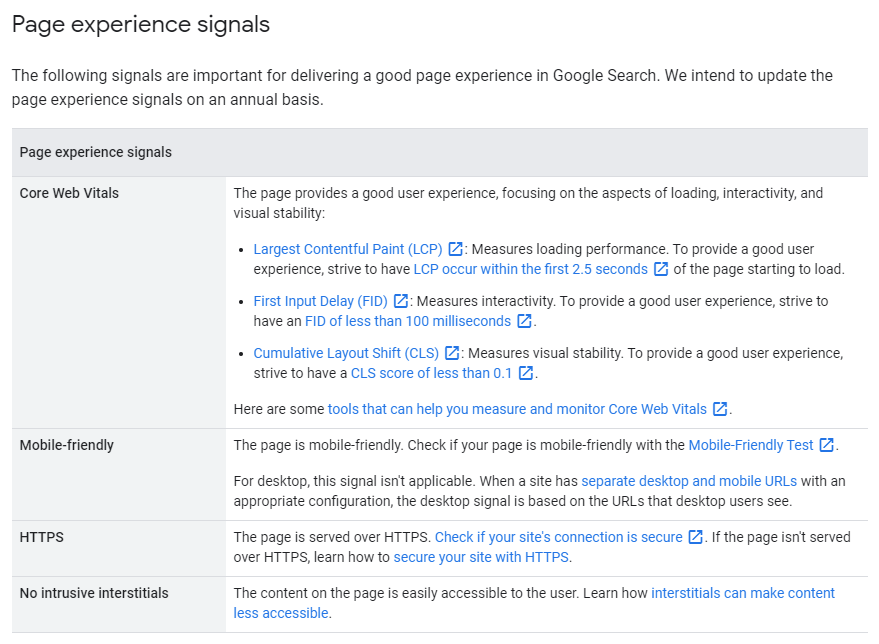 Page experience signals
The following signals are important for delivering a good page experience in Google Search. We intend to update the
page experience signals on an annual basis.
Page experience signals
Core Web Vitals
The page provides a good user experience, focusing on the aspects of loading, interactivity, and
visual stability:
• Largest Contentful Paint (LCP) : Measures loading performance. To provide a good user
experience, strive to have LCP occur within the first 2.5 seconds of the page starting to load.
• First Input Delay (FID) : Measures interactivity. To provide a good user experience, strive to
have an FID of less than 100 milliseconds .
• Cumulative Layout Shift (CLS) : Measures visual stability. To provide a good user experience,
strive to have a CLS score of less than 0.1 .
Here are some tools that can help you measure and monitor Core Web Vitals .
Mobile-friendly
The page is mobile-friendly. Check if your page is mobile-friendly with the Mobile-Friendly Test .
For desktop, this signal isn't applicable. When a site has separate desktop and mobile URLs with an
appropriate configuration, the desktop signal is based on the URLs that desktop users see.
HTTPS
The page is served over HTTPS. Check if your site's connection is secure . If the page isn't served
over HTTPS, learn how to secure your site with HTTPS.
No intrusive interstitials
The content on the page is easily accessible to the user. Learn how interstitials can make content
less accessible.